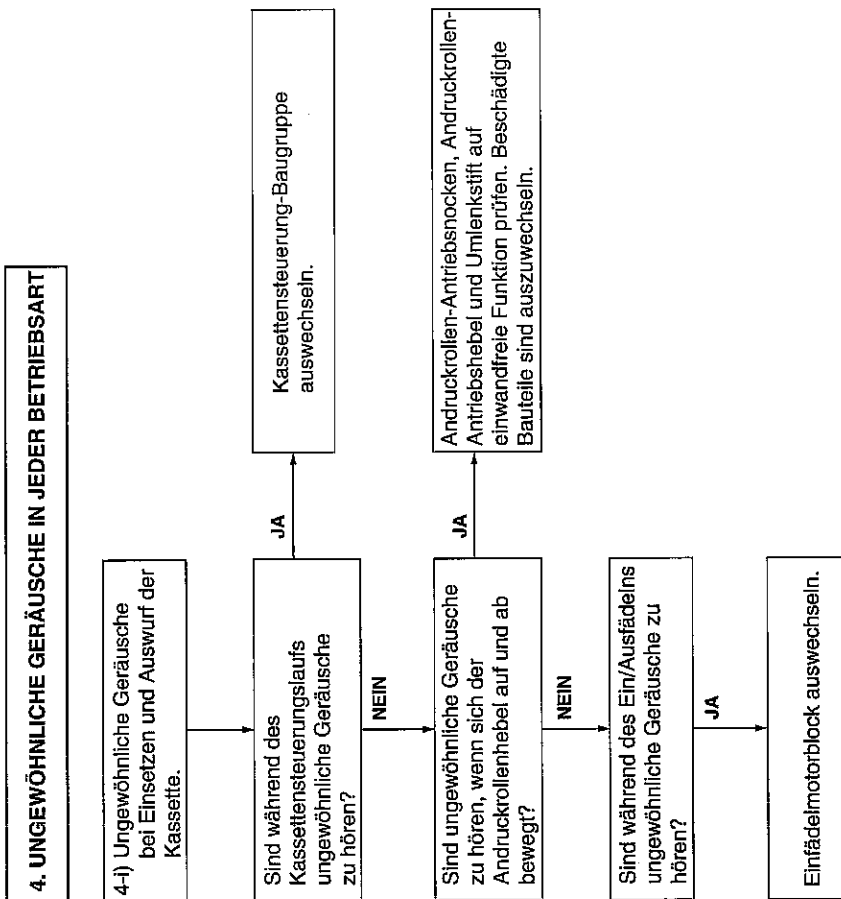 4. UNGEWÖHNLICHE GERÄUSCHE IN JEDER BETRIEBSART
4-i) Ungewöhnliche Geräusche
bei Einsetzen und Auswurf der
Kassette.
Sind während des
Kassettensteuerungslaufs
ungewöhnliche Geräusche
zu hören?
JA
Kassettensteuerung-Baugruppe
auswechseln.
NEIN
Sind ungewöhnliche Geräusche
zu hören, wenn sich der
Andruckrollenhebel auf und ab
bewegt?
JA
Andruckrollen-Antriebsnocken, Andruckrollen-
Antriebshebel und Umlenkstift auf
einwandfreie Funktion prüfen. Beschädigte
Bauteile sind auszuwechseln.
NEIN
Sind während des Ein/Ausfädelns
ungewöhnliche Geräusche zu
hören?
JA
Einfädelmotorblock auswechseln.